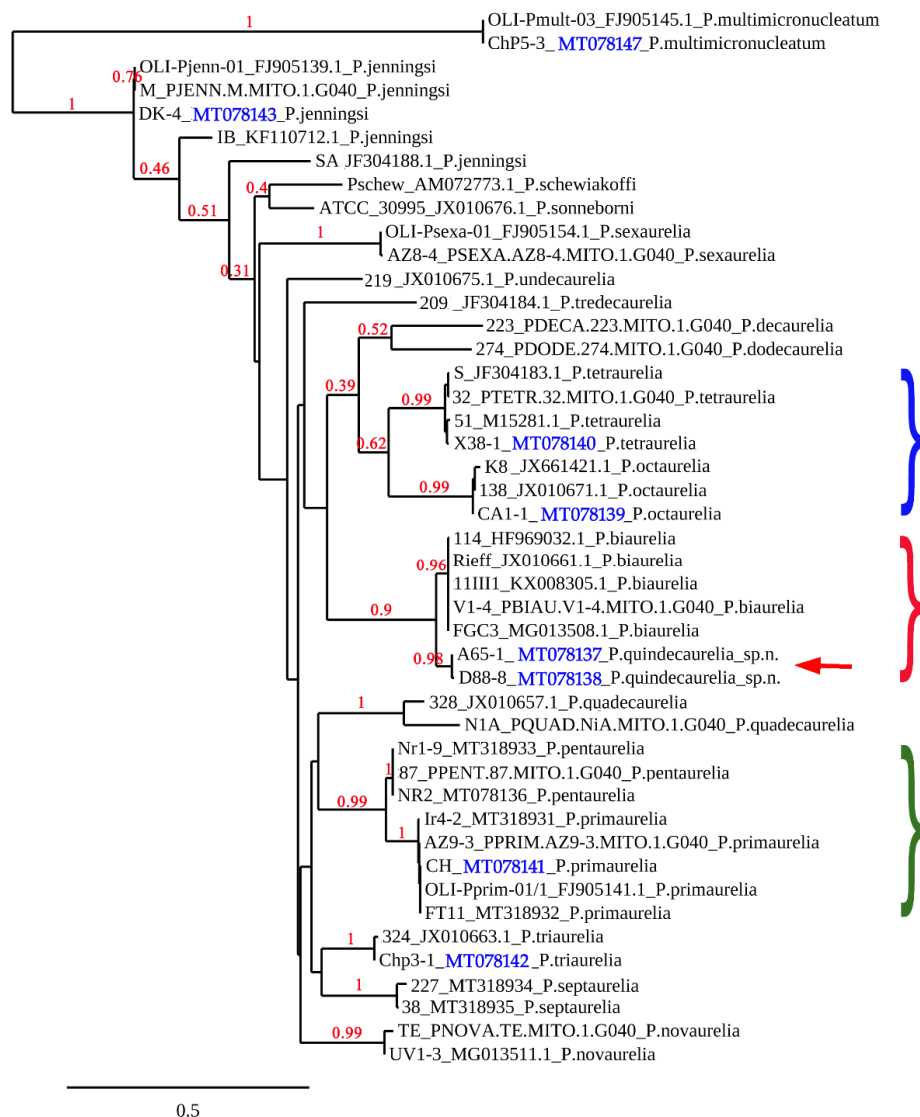 1
OLI-Pmult-03_FJ905145.1_P.multimicronucleatum
ChP5-3_MT078147_P.multimicronucleatum
OLI-Pjenn-01_FJ905139.1_P.jenningsi
0.76
M_PJENN.M.MITO.1.G040_P.jenningsi
1
DK-4_MT078143_P.jenningsi
IB_KF110712.1_P.jenningsi
0.46
SA_JF304188.1_P.jenningsi
0.4
Pschew_AM072773.1_P.schewiakoffi
0.51
ATCC_30995_JX010676.1_P.sonneborni
1
OLI-Psexa-01_FJ905154.1_P.sexaurelia
AZ8-4_PSEXA.AZ8-4.MITO.1.G040_P.sexaurelia
0.31
219_JX010675.1_P.undecaurelia
209_JF304184.1_P.tredecaurelia
0.52
223_PDECA.223.MITO.1.G040_P.decaurelia
274_PDODE.274.MITO.1.G040_P.dodecaurelia
S_JF304183.1_P.tetraurelia
0.39
0.99
32_PTETR.32.MITO.1.G040_P.tetraurelia
51_M15281.1_P.tetraurelia
0.62
X38-1_MT078140_P.tetraurelia
K8_JX661421.1_P.octaurelia
0.99
138_JX010671.1_P.octaurelia
CA1-1_MT078139_P.octaurelia
114_HF969032.1_P.biaurelia
0.96
Rieff_JX010661.1_P.biaurelia
11III1_KX008305.1_P.biaurelia
0.9
V1-4_PBIAU.V1-4.MITO.1.G040_P.biaurelia
FGC3_MG013508.1_P.biaurelia
0.98
A65-1_MT078137_P.quindecaurelia_sp.n.
D88-8_MT078138_P.quindecaurelia_sp.n.
1
328_JX010657.1_P.quadecaurelia
N1A_PQUAD.NiA.MITO.1.G040_P.quadecaurelia
Nr1-9_MT318933_P.pentaurelia
1
87_PPENT.87.MITO.1.G040_P.pentaurelia
0.99
NR2_MT078136_P.pentaurelia
Ir4-2_MT318931_P.primaurelia
1
AZ9-3_PPRIM.AZ9-3.MITO.1.G040_P.primaurelia
CH_MT078141_P.primaurelia
OLI-Pprim-01/1_FJ905141.1_P.primaurelia
FT11_MT318932_P.primaurelia
1
324_JX010663.1_P.triaurelia
Chp3-1_MT078142_P.triaurelia
1
227_MT318934_P.septaurelia
38_MT318935_P.septaurelia
0.99
TE_PNOVA.TE.MITO.1.G040_P.novaurelia
UV1-3_MG013511.1_P.novaurelia
0.5